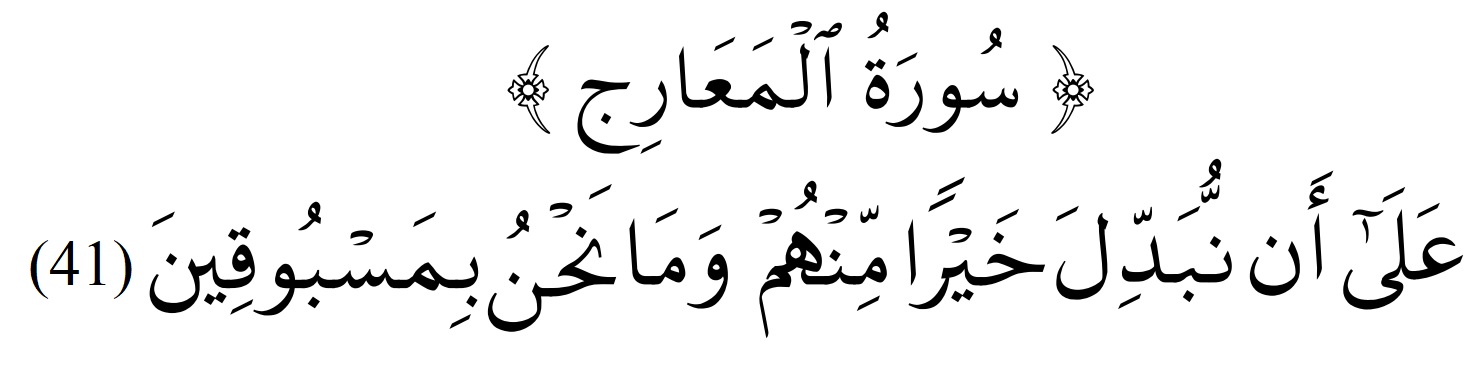 ﴿ سُورَةُ ٱلْمَعَارِج ﴾
عَلَىٰٓ أَن نُّبَدِّلَ خَيْرًا مِّنْهُمْ وَمَا نَحْنُ بِمَسْبُوقِينَ (41)